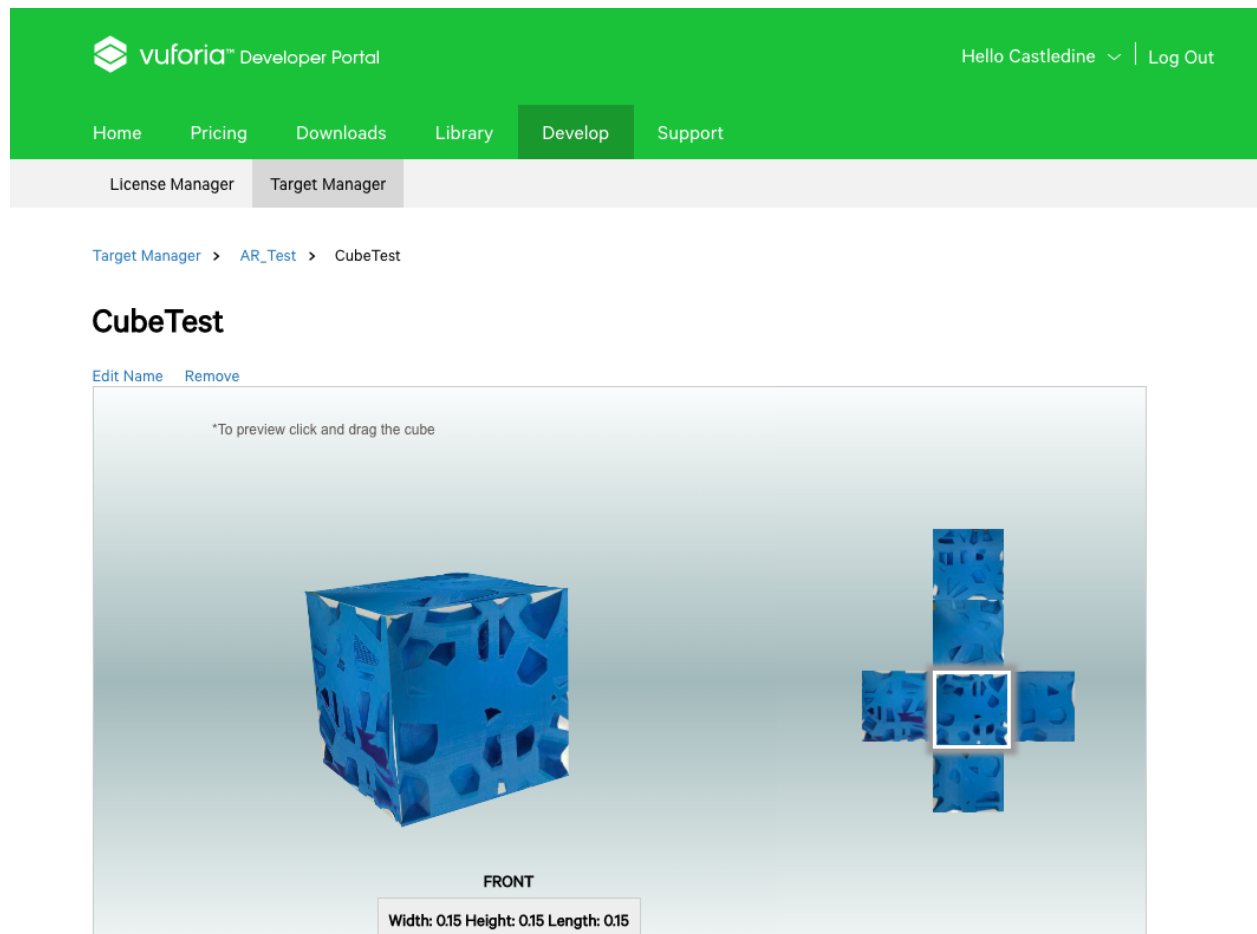 vuforia™ Developer Portal
Hello Castledine | Log Out
Home Pricing Downloads Library Develop Support
License Manager Target Manager
Target Manager > AR_Test > CubeTest
CubeTest
Edit Name Remove
*To preview click and drag the cube
FRONT
Width: 0.15 Height: 0.15 Length: 0.15